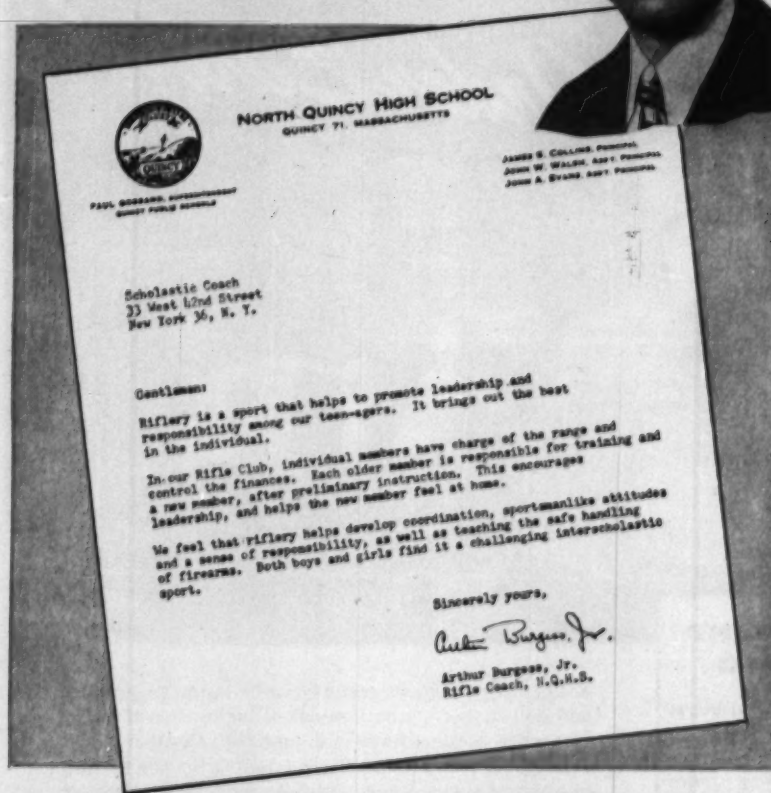 QUINCY
NORTH QUINCY HIGH SCHOOL
QUINCY 71, MASSACHUSETTS
PAUL GOSSARD, SUPERINTENDENT
QUINCY PUBLIC SCHOOLS
JAMES S. COLLINS, PRINCIPAL
JOHN W. WALSH, ASST. PRINCIPAL
JOHN A. EVANS, ASST. PRINCIPAL
Scholastic Coach
33 West 42nd Street
New York 36, N. Y.
Gentlemen:
Riflery is a sport that helps to promote leadership and
responsibility among our teen-agers. It brings out the best
in the individual.
In our Rifle Club, individual members have charge of the range and
control the finances. Each older member is responsible for training and
a new member, after preliminary instruction. This encourages
leadership, and helps the new member feel at home.
We feel that riflery helps develop coordination, sportsmanlike attitudes
and a sense of responsibility, as well as teaching the safe handling
of firearms. Both boys and girls find it a challenging interscholastic
sport.
Sincerely yours,
Arthur Burgess, Jr.
Arthur Burgess, Jr.
Rifle Coach, N.Q.H.S.